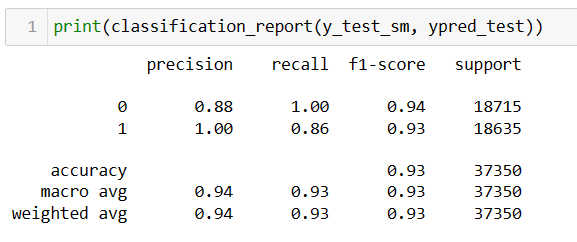 1 print(classification_report(y_test_sm, ypred_test))
precision recall f1-score support
0 0.88 1.00 0.94 18715
1 1.00 0.86 0.93 18635
accuracy 0.93 37350
macro avg 0.94 0.93 0.93 37350
weighted avg 0.94 0.93 0.93 37350